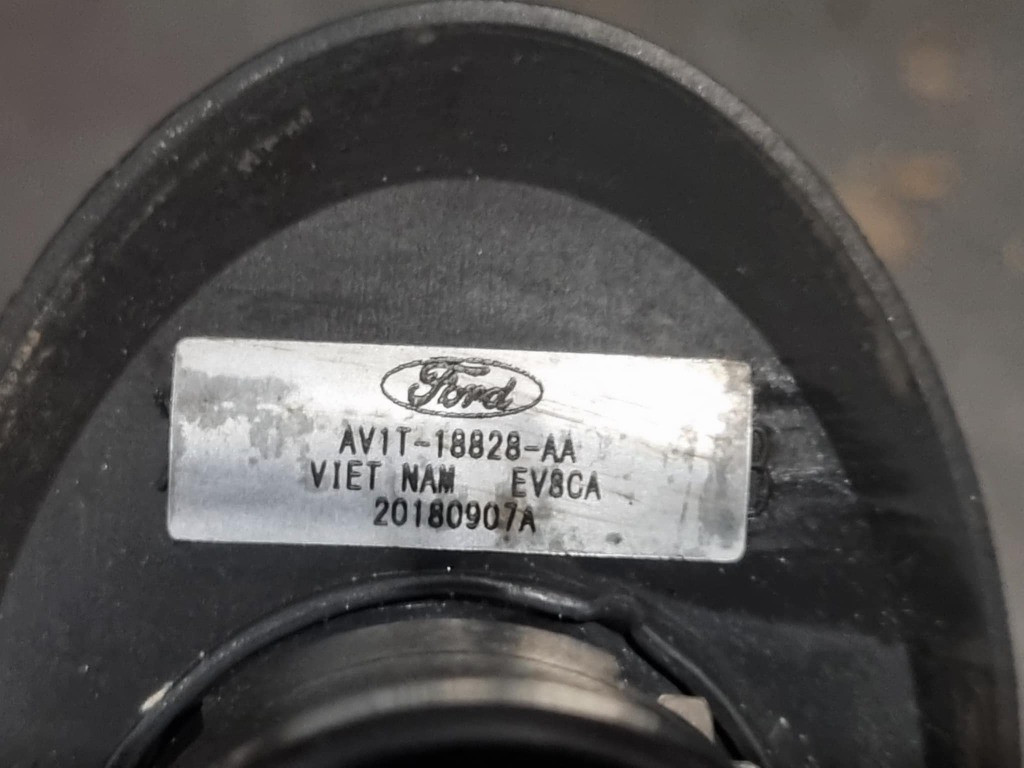 Ford
AV1T-18828-AA
VIET NAM EV8CA
20180907A